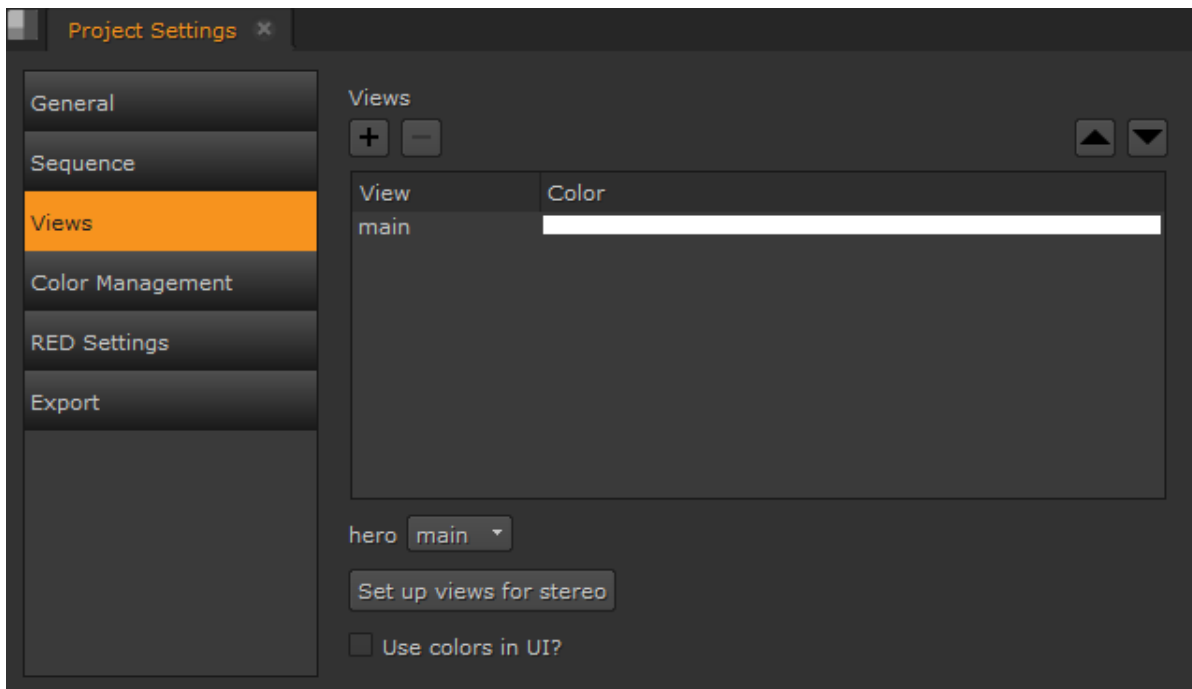 Project Settings
General
Sequence
Views
Color Management
RED Settings
Export
Views
View Color
main
hero main
Set up views for stereo
Use colors in UI?